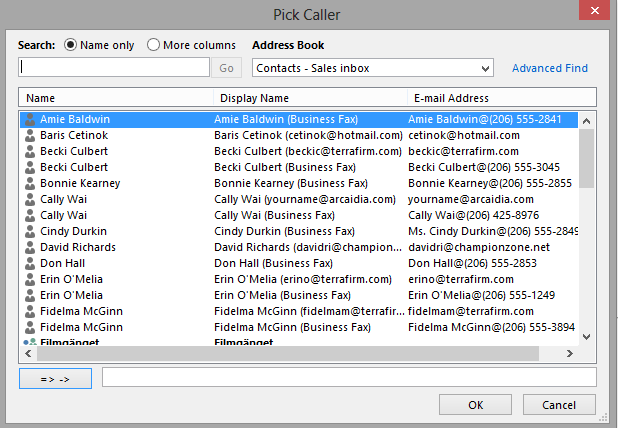 Pick Caller
Search: Name only More columns Address Book
Go Contacts - Sales inbox Advanced Find
Name Display Name E-mail Address
Amie Baldwin Amie Baldwin (Business Fax) Amie Baldwin@(206) 555-2841
Baris Cetinok Baris Cetinok (cetinok@hotmail.com) cetinok@hotmail.com
Becki Culbert Becki Culbert (beckic@terrafirm.com) beckic@terrafirm.com
Becki Culbert Becki Culbert (Business Fax) Becki Culbert@(206) 555-3045
Bonnie Kearney Bonnie Kearney (Business Fax) Bonnie Kearney@(206) 555-2855
Cally Wai Cally Wai (yourname@arcaidia.com) yourname@arcaidia.com
Cally Wai Cally Wai (Business Fax) Cally Wai@(206) 425-8976
Cindy Durkin Cindy Durkin (Business Fax) Ms. Cindy Durkin@(206) 555-2849
David Richards David Richards (davidri@champion... davidri@championzone.net
Don Hall Don Hall (Business Fax) Don Hall@(206) 555-2853
Erin O'Melia Erin O'Melia (erino@terrafirm.com) erino@terrafirm.com
Erin O'Melia Erin O'Melia (Business Fax) Erin O'Melia@(206) 555-1249
Fidelma McGinn Fidelma McGinn (fidelmam@terrafir... fidelmam@terrafirm.com
Fidelma McGinn Fidelma McGinn (Business Fax) Fidelma McGinn@(206) 555-3894
Filmgänget Filmgänget
=> ->
OK Cancel